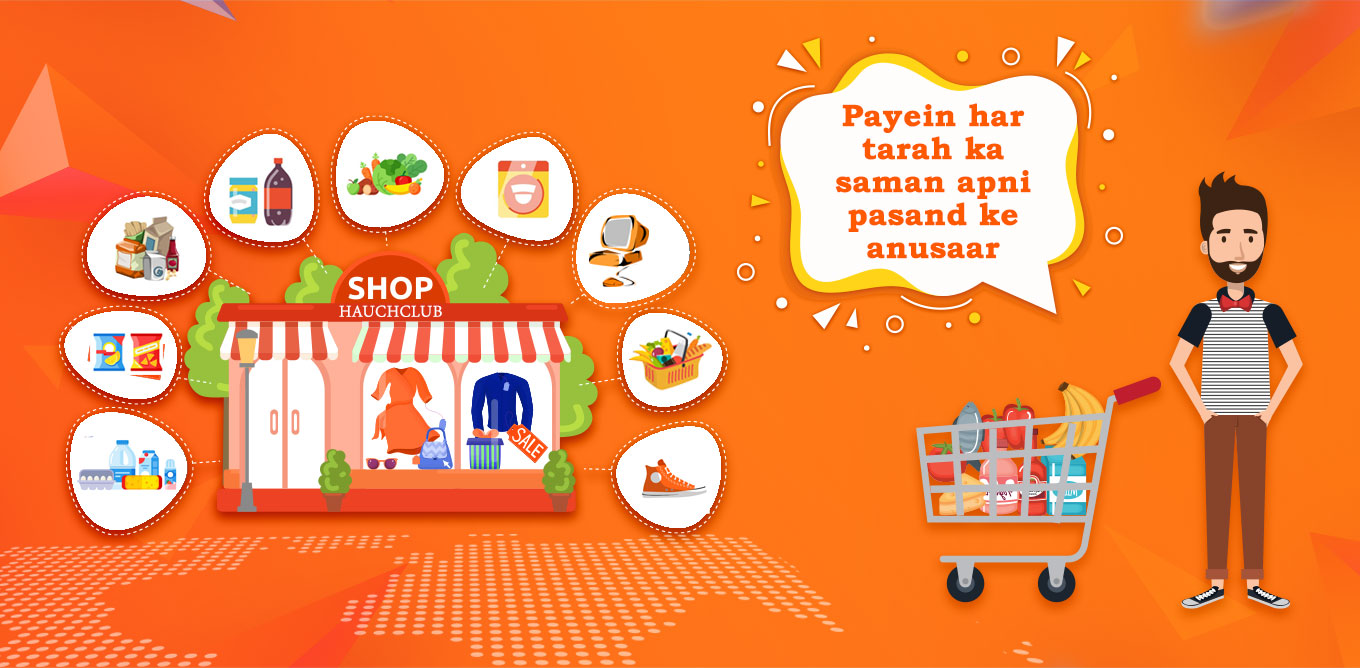 SHOP
HAUCHCLUB
SALE
Payein har
tarah ka
saman apni
pasand ke
anusaar